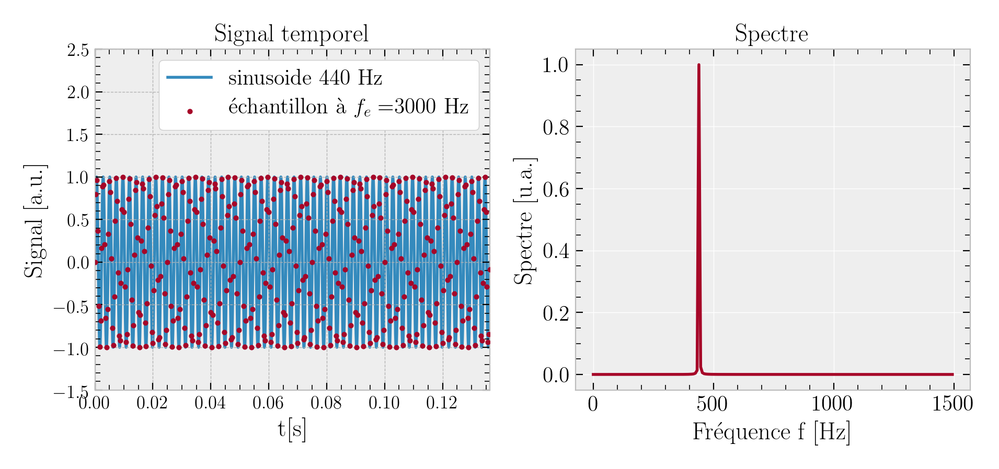 Signal temporel
Signal [a.u.]
2.5
2.0
1.5
1.0
0.5
0.0
−0.5
−1.0
−1.5
sinusoide 440 Hz
échantillon à fₑ =3000 Hz
0.00 0.02 0.04 0.06 0.08 0.10 0.12
t[s]
Spectre
Spectre [u.a.]
1.0
0.8
0.6
0.4
0.2
0.0
0 500 1000 1500
Fréquence f [Hz]